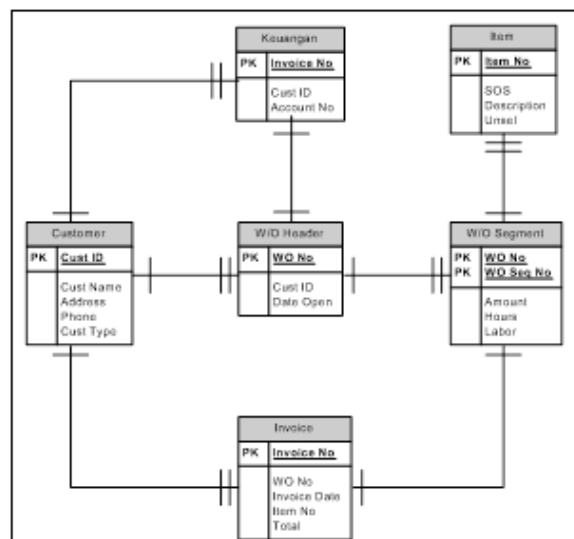 Keuangan
PK Invoice No
Cust ID
Account No
Item
PK Item No
SOS
Description
Unsel
Customer
PK Cust ID
Cust Name
Address
Phone
Cust Type
W/O Header
PK WO No
Cust ID
Date Open
W/O Segment
PK WO No
PK WO Seg No
Amount
Hours
Labor
Invoice
PK Invoice No
WO No
Invoice Date
Item No
Total